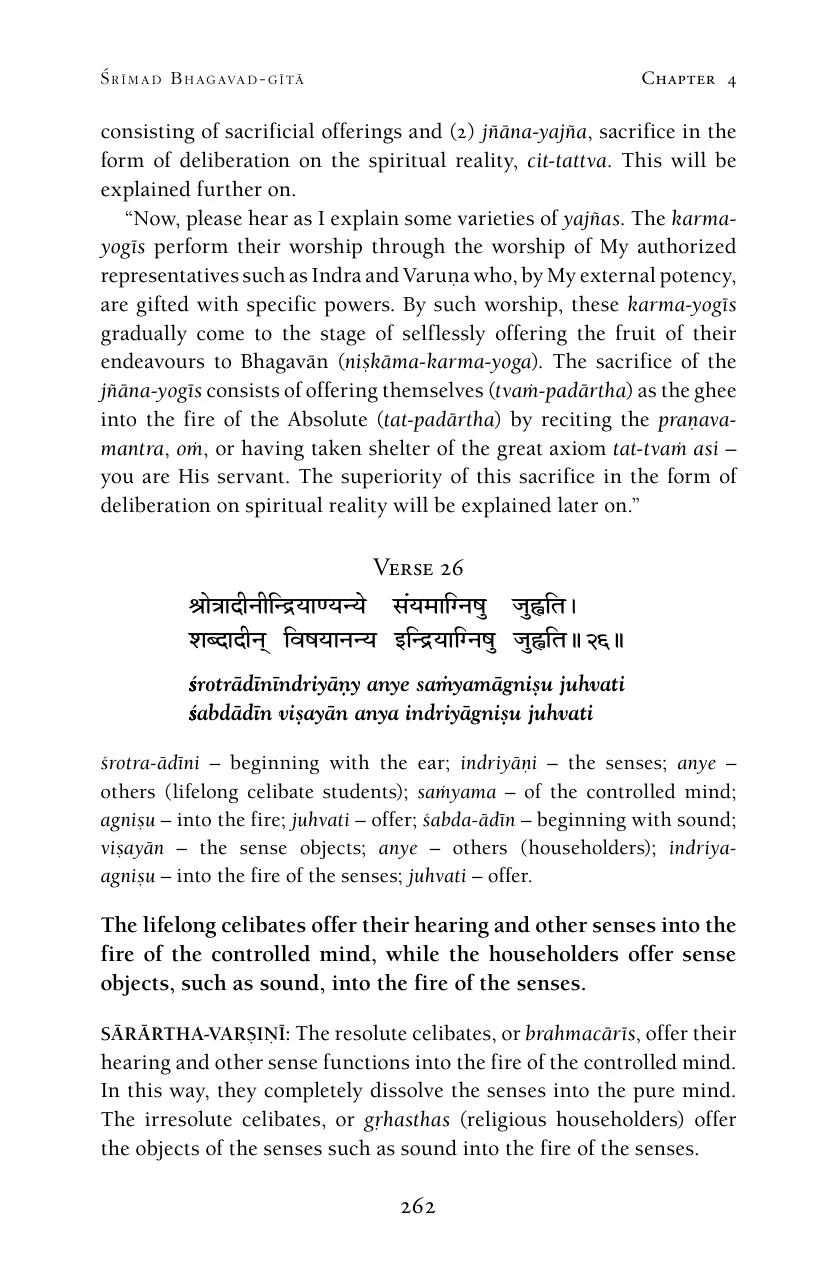 Śrīmad Bhagavad-gītā Chapter 4
consisting of sacrificial offerings and (2) jñāna-yajña, sacrifice in the
form of deliberation on the spiritual reality, cit-tattva. This will be
explained further on.
“Now, please hear as I explain some varieties of yajñas. The karma-
yogīs perform their worship through the worship of My authorized
representatives such as Indra and Varuṇa who, by My external potency,
are gifted with specific powers. By such worship, these karma-yogīs
gradually come to the stage of selflessly offering the fruit of their
endeavours to Bhagavān (niṣkāma-karma-yoga). The sacrifice of the
jñāna-yogīs consists of offering themselves (tvaṁ-padārtha) as the ghee
into the fire of the Absolute (tat-padārtha) by reciting the praṇava-
mantra, oṁ, or having taken shelter of the great axiom tat-tvaṁ asi –
you are His servant. The superiority of this sacrifice in the form of
deliberation on spiritual reality will be explained later on.”
Verse 26
श्रोत्रादीनीन्द्रियाण्यन्ये संयमाग्निषु जुह्वति।
शब्दादीन् विषयानन्य इन्द्रियाग्निषु जुह्वति॥२६॥
śrotrādīnīndriyāṇy anye saṁyamāgniṣu juhvati
śabdādīn viṣayān anya indriyāgniṣu juhvati
śrotra-ādīni – beginning with the ear; indriyāṇi – the senses; anye –
others (lifelong celibate students); saṁyama – of the controlled mind;
agniṣu – into the fire; juhvati – offer; śabda-ādīn – beginning with sound;
viṣayān – the sense objects; anye – others (householders); indriya-
agniṣu – into the fire of the senses; juhvati – offer.
The lifelong celibates offer their hearing and other senses into the
fire of the controlled mind, while the householders offer sense
objects, such as sound, into the fire of the senses.
SĀRĀRTHA-VARṢIṆĪ: The resolute celibates, or brahmacārīs, offer their
hearing and other sense functions into the fire of the controlled mind.
In this way, they completely dissolve the senses into the pure mind.
The irresolute celibates, or gṛhasthas (religious householders) offer
the objects of the senses such as sound into the fire of the senses.
262